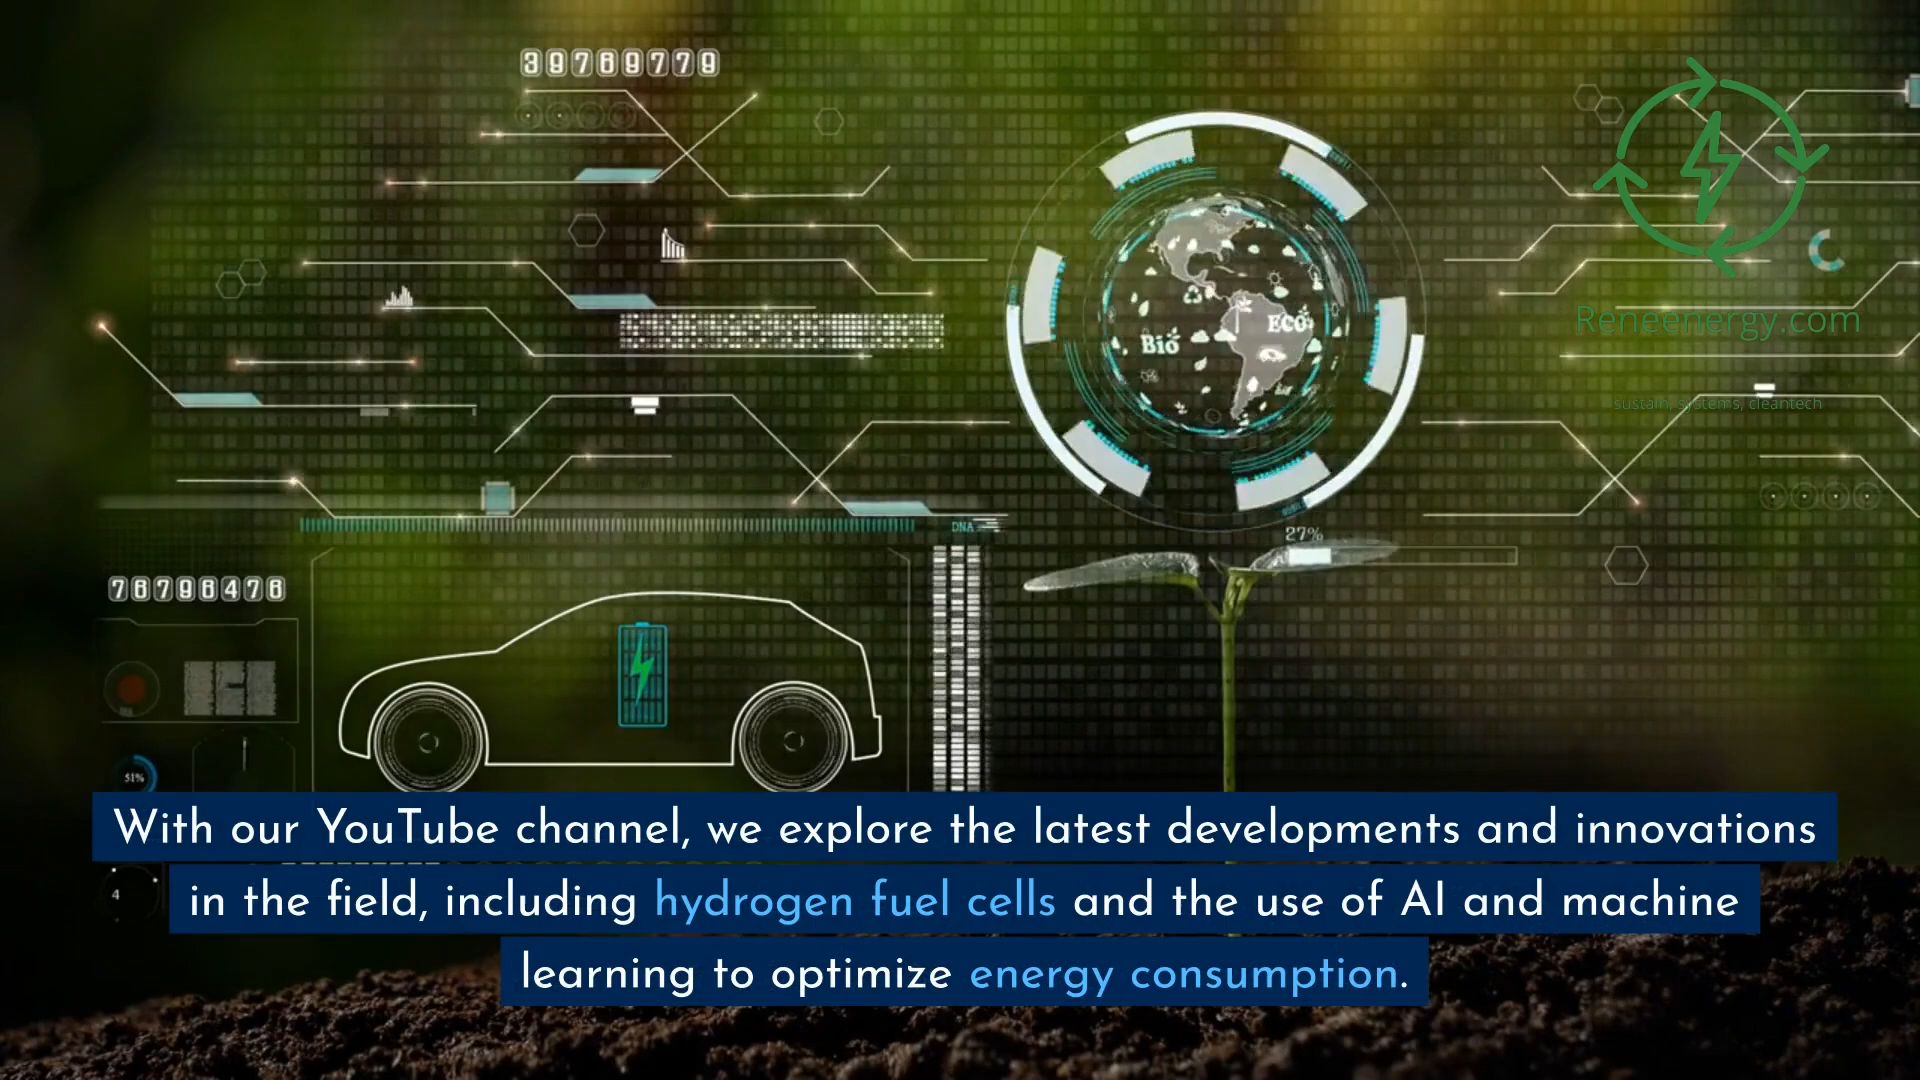 39769779
Reneenergy.com
sustain, systems, cleantech
ECO
Bio
DNA
27%
76796476
51%
4
With our YouTube channel, we explore the latest developments and innovations
in the field, including hydrogen fuel cells and the use of AI and machine
learning to optimize energy consumption.